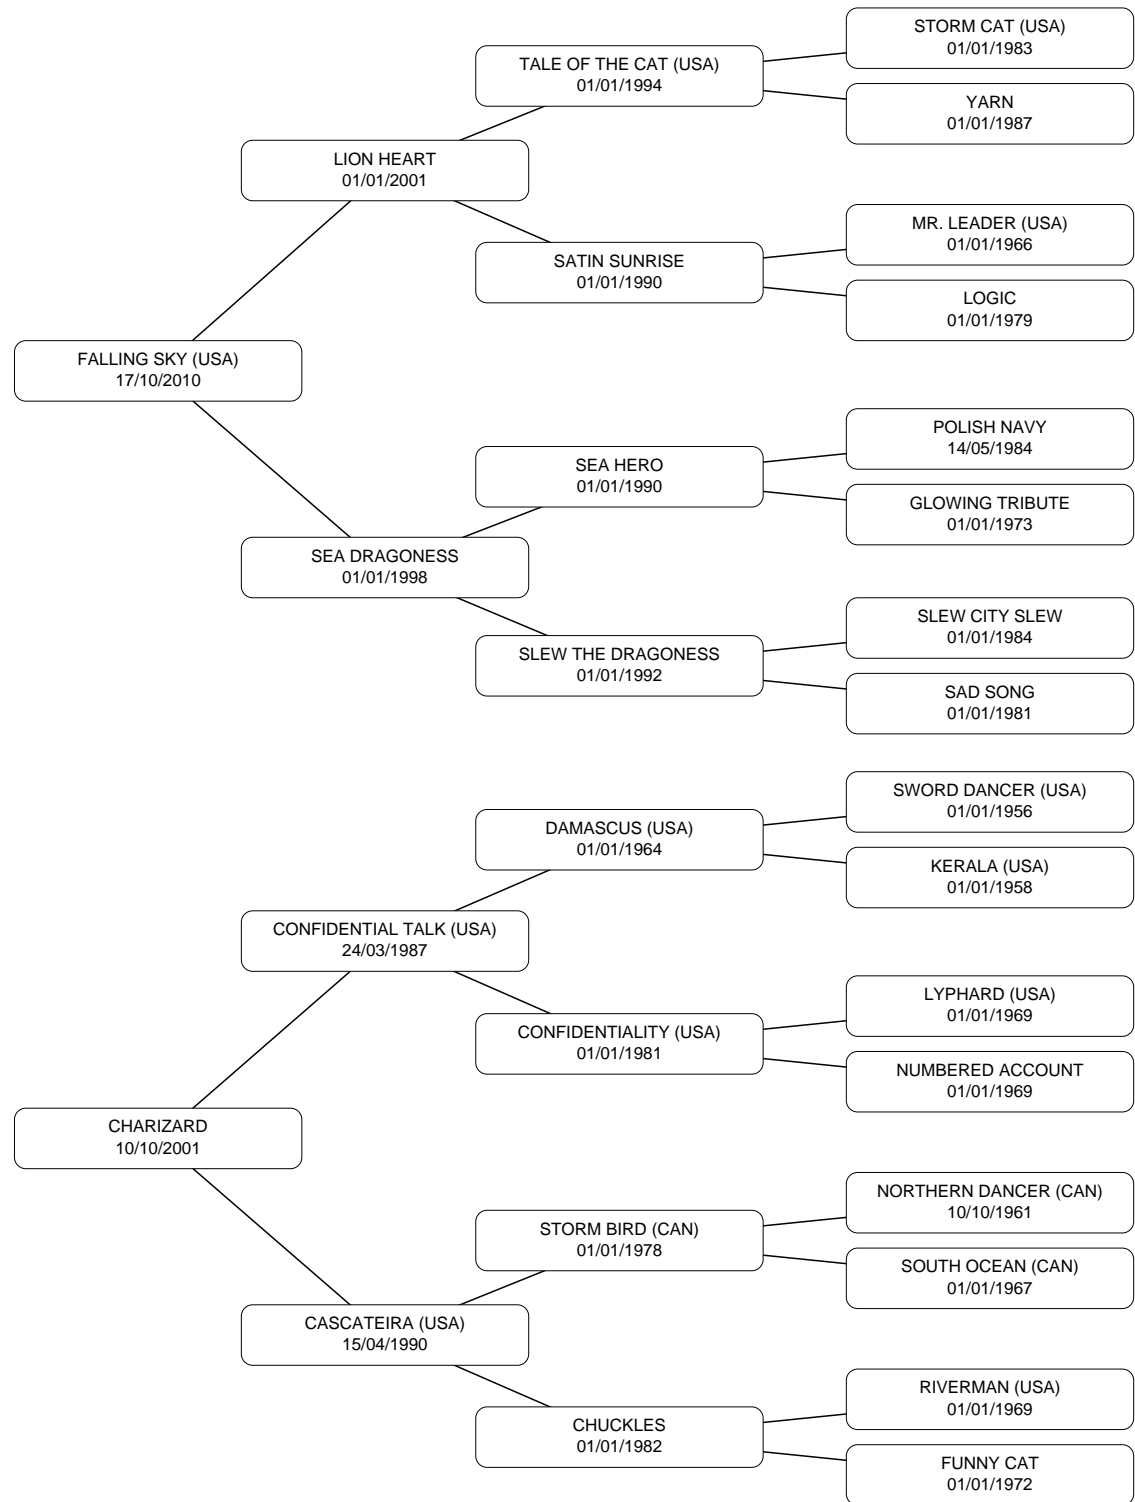 STORM CAT (USA)
01/01/1983
TALE OF THE CAT (USA)
01/01/1994
YARN
01/01/1987
LION HEART
01/01/2001
MR. LEADER (USA)
01/01/1966
SATIN SUNRISE
01/01/1990
LOGIC
01/01/1979
FALLING SKY (USA)
17/10/2010
POLISH NAVY
14/05/1984
SEA HERO
01/01/1990
GLOWING TRIBUTE
01/01/1973
SEA DRAGONESS
01/01/1998
SLEW CITY SLEW
01/01/1984
SLEW THE DRAGONESS
01/01/1992
SAD SONG
01/01/1981
SWORD DANCER (USA)
01/01/1956
DAMASCUS (USA)
01/01/1964
KERALA (USA)
01/01/1958
CONFIDENTIAL TALK (USA)
24/03/1987
LYPHARD (USA)
01/01/1969
CONFIDENTIALITY (USA)
01/01/1981
NUMBERED ACCOUNT
01/01/1969
CHARIZARD
10/10/2001
NORTHERN DANCER (CAN)
10/10/1961
STORM BIRD (CAN)
01/01/1978
SOUTH OCEAN (CAN)
01/01/1967
CASCATEIRA (USA)
15/04/1990
RIVERMAN (USA)
01/01/1969
CHUCKLES
01/01/1982
FUNNY CAT
01/01/1972